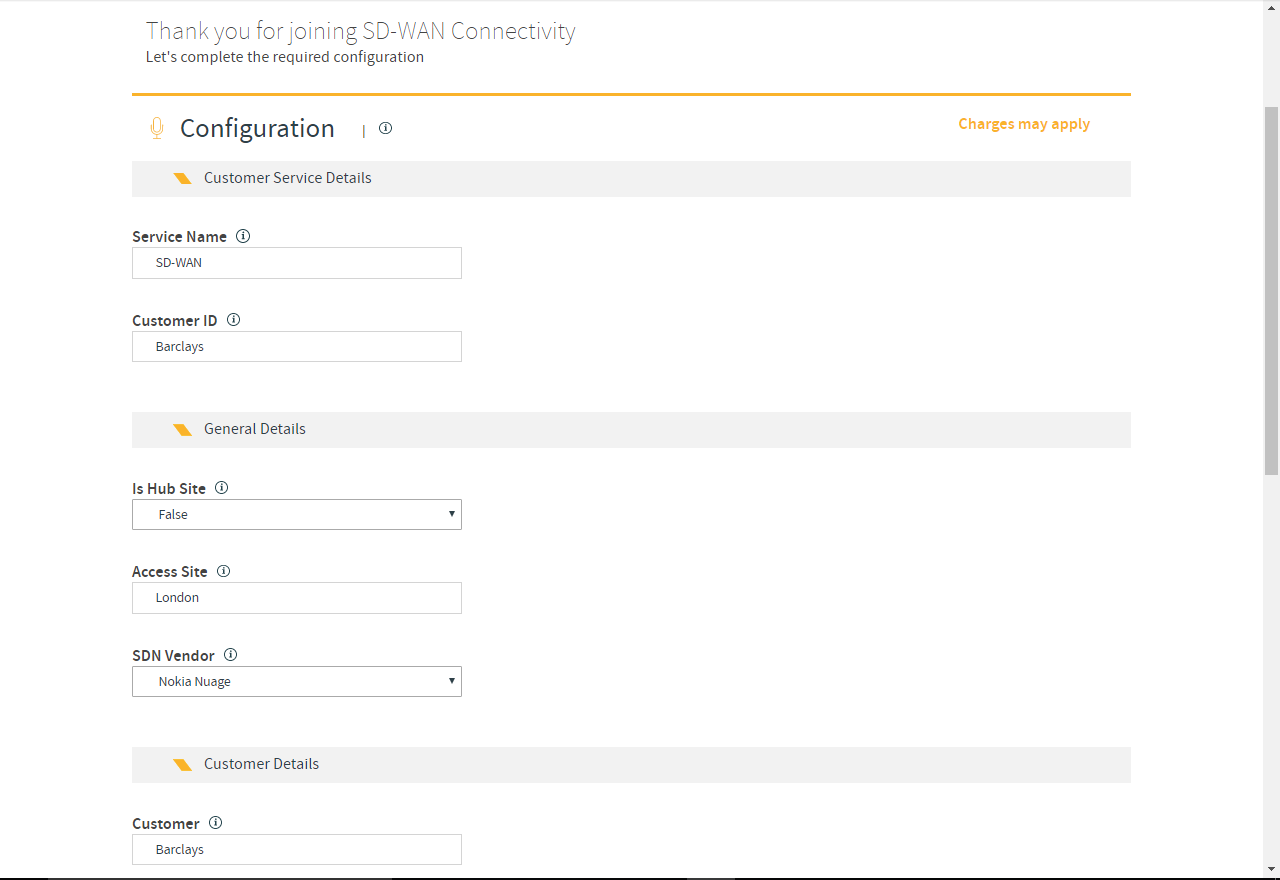 Thank you for joining SD-WAN Connectivity
Let's complete the required configuration
Configuration |
Charges may apply
Customer Service Details
Service Name
SD-WAN
Customer ID
Barclays
General Details
Is Hub Site
False
Access Site
London
SDN Vendor
Nokia Nuage
Customer Details
Customer
Barclays